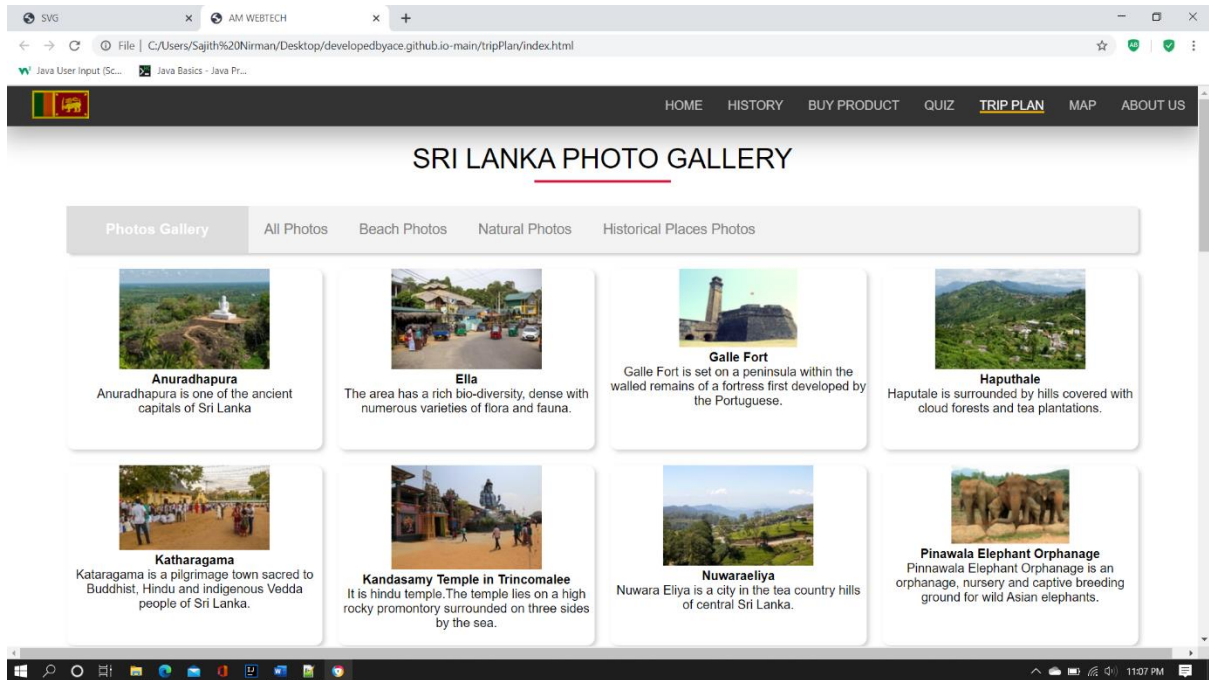 SVG
AM WEBTECH
File | C:/Users/Sajith%20Nirman/Desktop/developedbyace.github.io-main/tripPlan/index.html
Java User Input (Sc...
Java Basics - Java Pr...
HOME HISTORY BUY PRODUCT QUIZ TRIP PLAN MAP ABOUT US
SRI LANKA PHOTO GALLERY
Photos Gallery All Photos Beach Photos Natural Photos Historical Places Photos
Anuradhapura
Anuradhapura is one of the ancient
capitals of Sri Lanka
Ella
The area has a rich bio-diversity, dense with
numerous varieties of flora and fauna.
Galle Fort
Galle Fort is set on a peninsula within the
walled remains of a fortress first developed by
the Portuguese.
Haputhale
Haputale is surrounded by hills covered with
cloud forests and tea plantations.
Katharagama
Kataragama is a pilgrimage town sacred to
Buddhist, Hindu and indigenous Vedda
people of Sri Lanka.
Kandasamy Temple in Trincomalee
It is hindu temple.The temple lies on a high
rocky promontory surrounded on three sides
by the sea.
Nuwaraeliya
Nuwara Eliya is a city in the tea country hills
of central Sri Lanka.
Pinawala Elephant Orphanage
Pinnawala Elephant Orphanage is an
orphanage, nursery and captive breeding
ground for wild Asian elephants.
11:07 PM